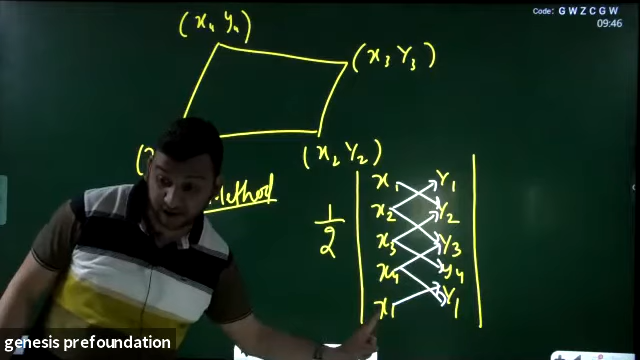 Code: G W Z C G W
09:46
(x4 y4)
(x3 Y3)
(x2 Y2)
Method
1/2
x1 Y1
x2 Y2
x3 Y3
x4 y4
x1 Y1
genesis prefoundation